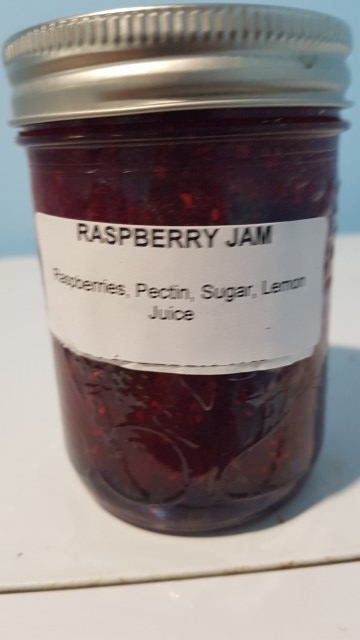 RASPBERRY JAM
Raspberries, Pectin, Sugar, Lemon
Juice